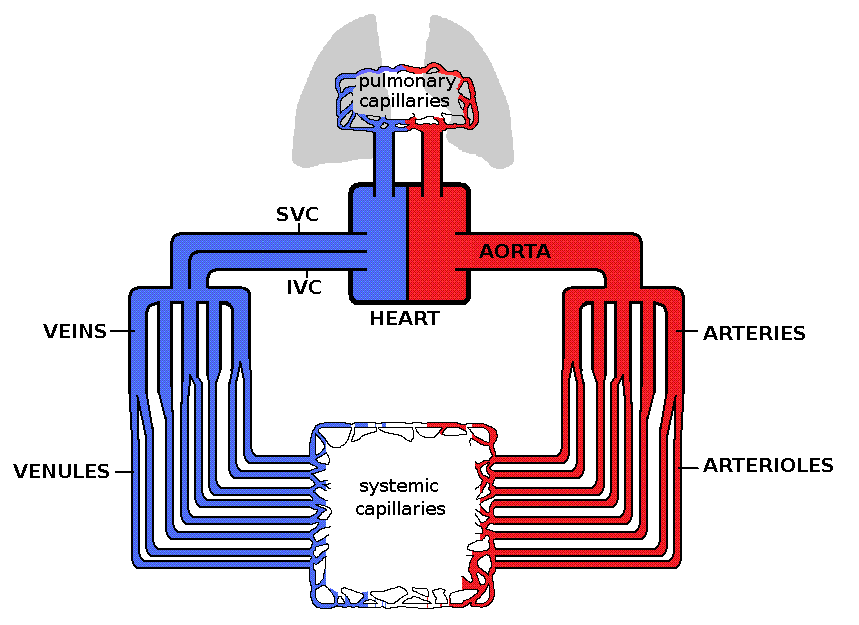 pulmonary
capillaries
SVC
AORTA
IVC
HEART
VEINS
ARTERIES
VENULES
ARTERIOLES
systemic
capillaries